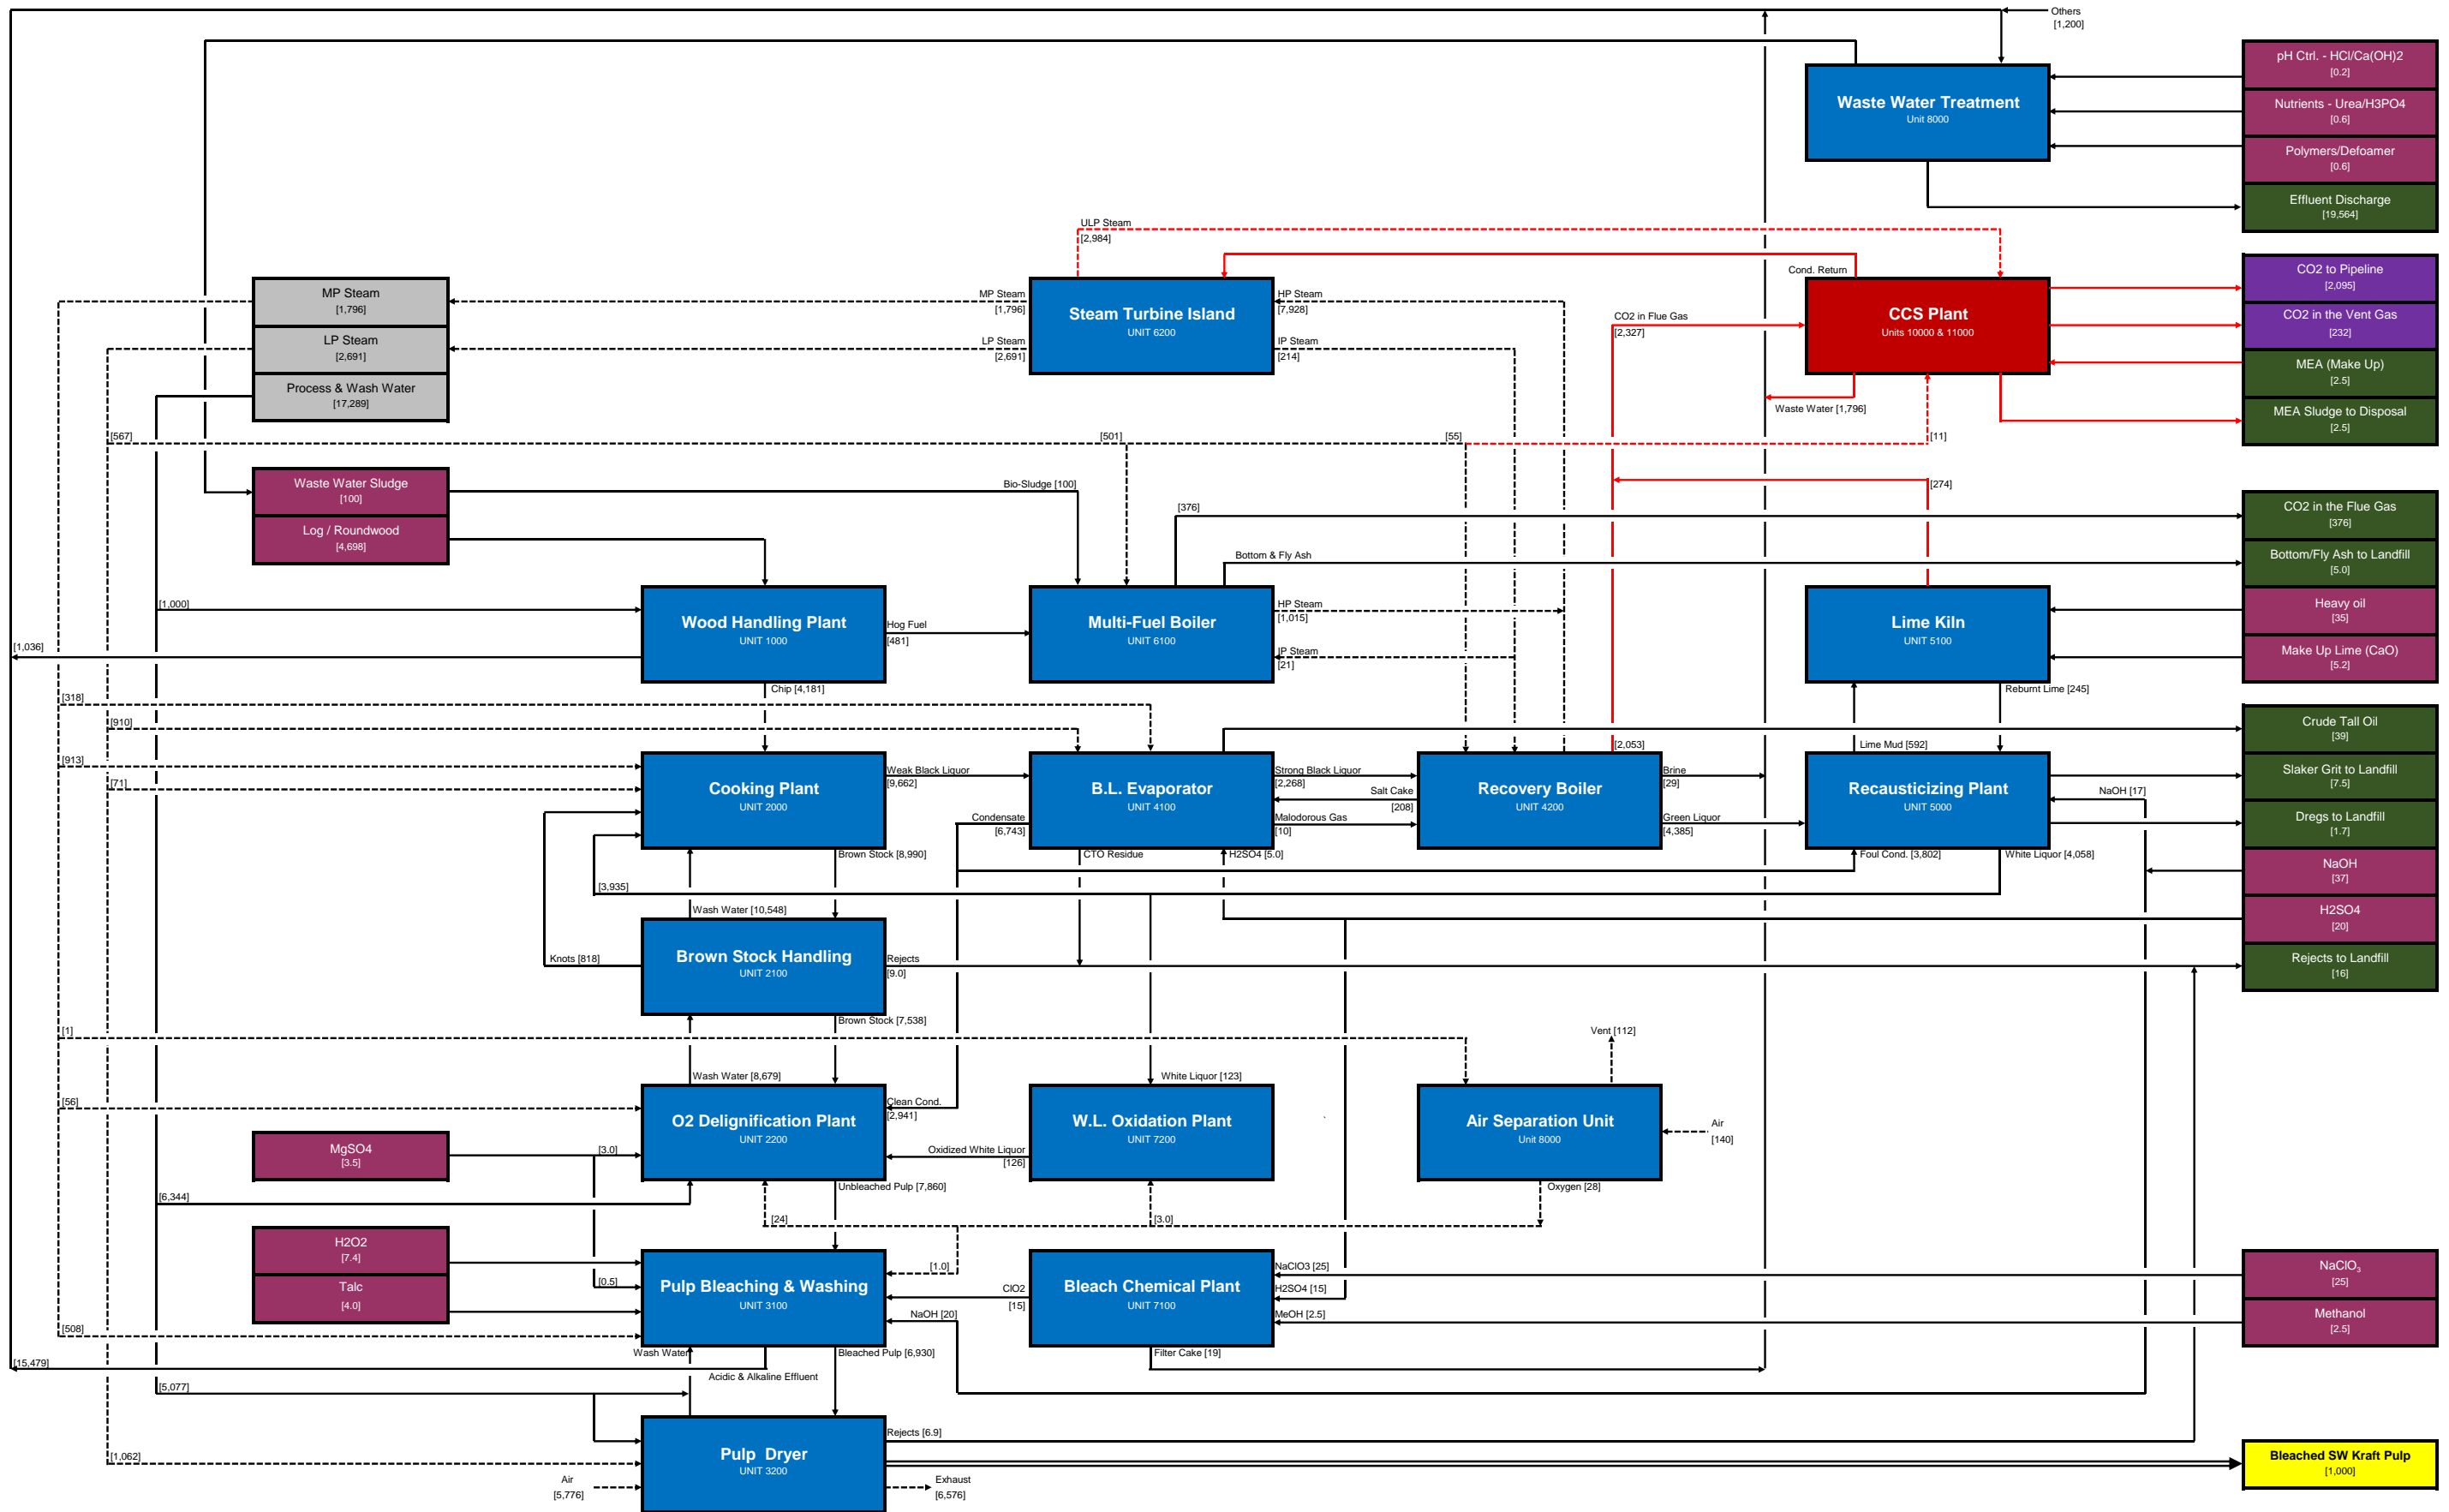 Others
[1,200]
pH Ctrl. - HCl/Ca(OH)2
[0.2]
Waste Water Treatment
Unit 8000
Nutrients - Urea/H3PO4
[0.6]
Polymers/Defoamer
[0.6]
Effluent Discharge
[19,564]
ULP Steam
[2,984]
Cond. Return
CO2 to Pipeline
[2,095]
MP Steam
[1,796]
MP Steam
[1,796]
Steam Turbine Island
UNIT 6200
HP Steam
[7,928]
CO2 in Flue Gas
[2,327]
CCS Plant
Units 10000 & 11000
CO2 in the Vent Gas
[232]
LP Steam
[2,691]
LP Steam
[2,691]
IP Steam
[214]
MEA (Make Up)
[2.5]
Process & Wash Water
[17,289]
Waste Water [1,796]
MEA Sludge to Disposal
[2.5]
[567]
[501]
[55]
[11]
Waste Water Sludge
[100]
Bio-Sludge [100]
[274]
Log / Roundwood
[4,698]
[376]
CO2 in the Flue Gas
[376]
Bottom & Fly Ash
Bottom/Fly Ash to Landfill
[5.0]
[1,000]
Wood Handling Plant
UNIT 1000
Hog Fuel
[481]
Multi-Fuel Boiler
UNIT 6100
HP Steam
[1,015]
IP Steam
[21]
Lime Kiln
UNIT 5100
Heavy oil
[35]
Make Up Lime (CaO)
[5.2]
[1,036]
Chip [4,181]
Reburnt Lime [245]
[318]
[910]
Crude Tall Oil
[39]
[2,053]
Lime Mud [592]
[913]
[71]
Cooking Plant
UNIT 2000
Weak Black Liquor
[9,662]
B.L. Evaporator
UNIT 4100
Strong Black Liquor
[2,268]
Salt Cake
[208]
Recovery Boiler
UNIT 4200
Brine
[29]
Recausticizing Plant
UNIT 5000
NaOH [17]
Slaker Grit to Landfill
[7.5]
Condensate
[6,743]
Malodorous Gas
[10]
Green Liquor
[4,385]
Dregs to Landfill
[1.7]
Brown Stock [8,990]
CTO Residue
H2SO4 [5.0]
Foul Cond. [3,802]
White Liquor [4,058]
NaOH
[37]
[3,935]
Wash Water [10,548]
H2SO4
[20]
Knots [818]
Brown Stock Handling
UNIT 2100
Rejects
[9.0]
Rejects to Landfill
[16]
Brown Stock [7,538]
[1]
Vent [112]
Wash Water [8,679]
White Liquor [123]
[56]
O2 Delignification Plant
UNIT 2200
Clean Cond.
[2,941]
W.L. Oxidation Plant
UNIT 7200
Air Separation Unit
Unit 8000
Air
[140]
MgSO4
[3.5]
[3.0]
Oxidized White Liquor
[126]
[6,344]
Unbleached Pulp [7,860]
Oxygen [28]
[24]
[3.0]
H2O2
[7.4]
Talc
[4.0]
[0.5]
Pulp Bleaching & Washing
UNIT 3100
[1.0]
ClO2
[15]
NaOH [20]
Bleach Chemical Plant
UNIT 7100
NaClO3 [25]
H2SO4 [15]
MeOH [2.5]
NaClO3
[25]
Methanol
[2.5]
[508]
Wash Water
Bleached Pulp [6,930]
Filter Cake [19]
[15,479]
Acidic & Alkaline Effluent
[5,077]
Rejects [6.9]
[1,062]
Pulp Dryer
UNIT 3200
Air
[5,776]
Exhaust
[6,576]
Bleached SW Kraft Pulp
[1,000]